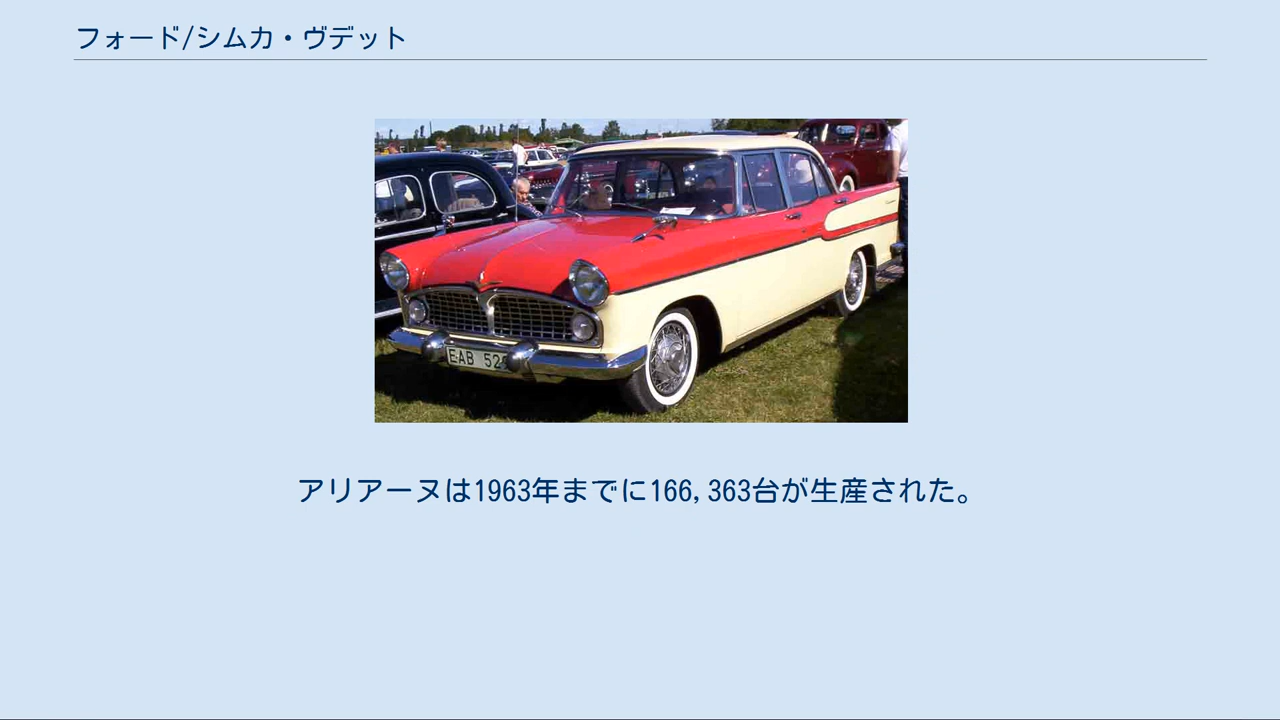 フォード/シムカ・ヴデット
EAB 52
アリアーヌは1963年までに166,363台が生産された。